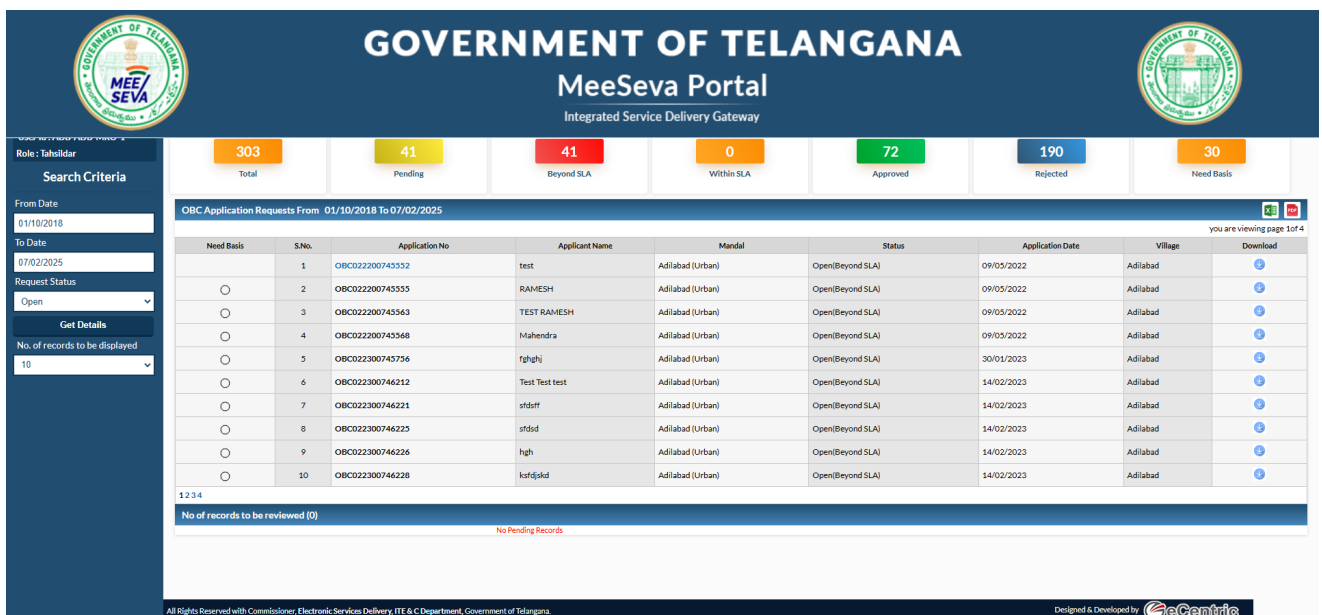 GOVERNMENT OF TELANGANA
MeeSeva Portal
Integrated Service Delivery Gateway
GOVERNMENT OF TELANGANA
MEE
SEVA
Role : Tahsildar
Search Criteria
From Date
01/10/2018
To Date
07/02/2025
Request Status
Open
Get Details
No. of records to be displayed
10
303 41 41 0 72 190 30
Total Pending Beyond SLA Within SLA Approved Rejected Need Basis
OBC Application Requests From 01/10/2018 To 07/02/2025
you are viewing page 1of 4
Need Basis S.No. Application No Applicant Name Mandal Status Application Date Village Download
1 OBC022200745552 test Adilabad (Urban) Open(Beyond SLA) 09/05/2022 Adilabad
2 OBC022200745555 RAMESH Adilabad (Urban) Open(Beyond SLA) 09/05/2022 Adilabad
3 OBC022200745563 TEST RAMESH Adilabad (Urban) Open(Beyond SLA) 09/05/2022 Adilabad
4 OBC022200745568 Mahendra Adilabad (Urban) Open(Beyond SLA) 09/05/2022 Adilabad
5 OBC022300745756 fghghj Adilabad (Urban) Open(Beyond SLA) 30/01/2023 Adilabad
6 OBC022300746212 Test Test test Adilabad (Urban) Open(Beyond SLA) 14/02/2023 Adilabad
7 OBC022300746221 sfdsff Adilabad (Urban) Open(Beyond SLA) 14/02/2023 Adilabad
8 OBC022300746225 sfdsd Adilabad (Urban) Open(Beyond SLA) 14/02/2023 Adilabad
9 OBC022300746226 hgh Adilabad (Urban) Open(Beyond SLA) 14/02/2023 Adilabad
10 OBC022300746228 ksfdjskd Adilabad (Urban) Open(Beyond SLA) 14/02/2023 Adilabad
1 2 3 4
No of records to be reviewed (0)
No Pending Records
All Rights Reserved with Commissioner, Electronic Services Delivery, ITE & C Department, Government of Telangana.
Designed & Developed by eCentric